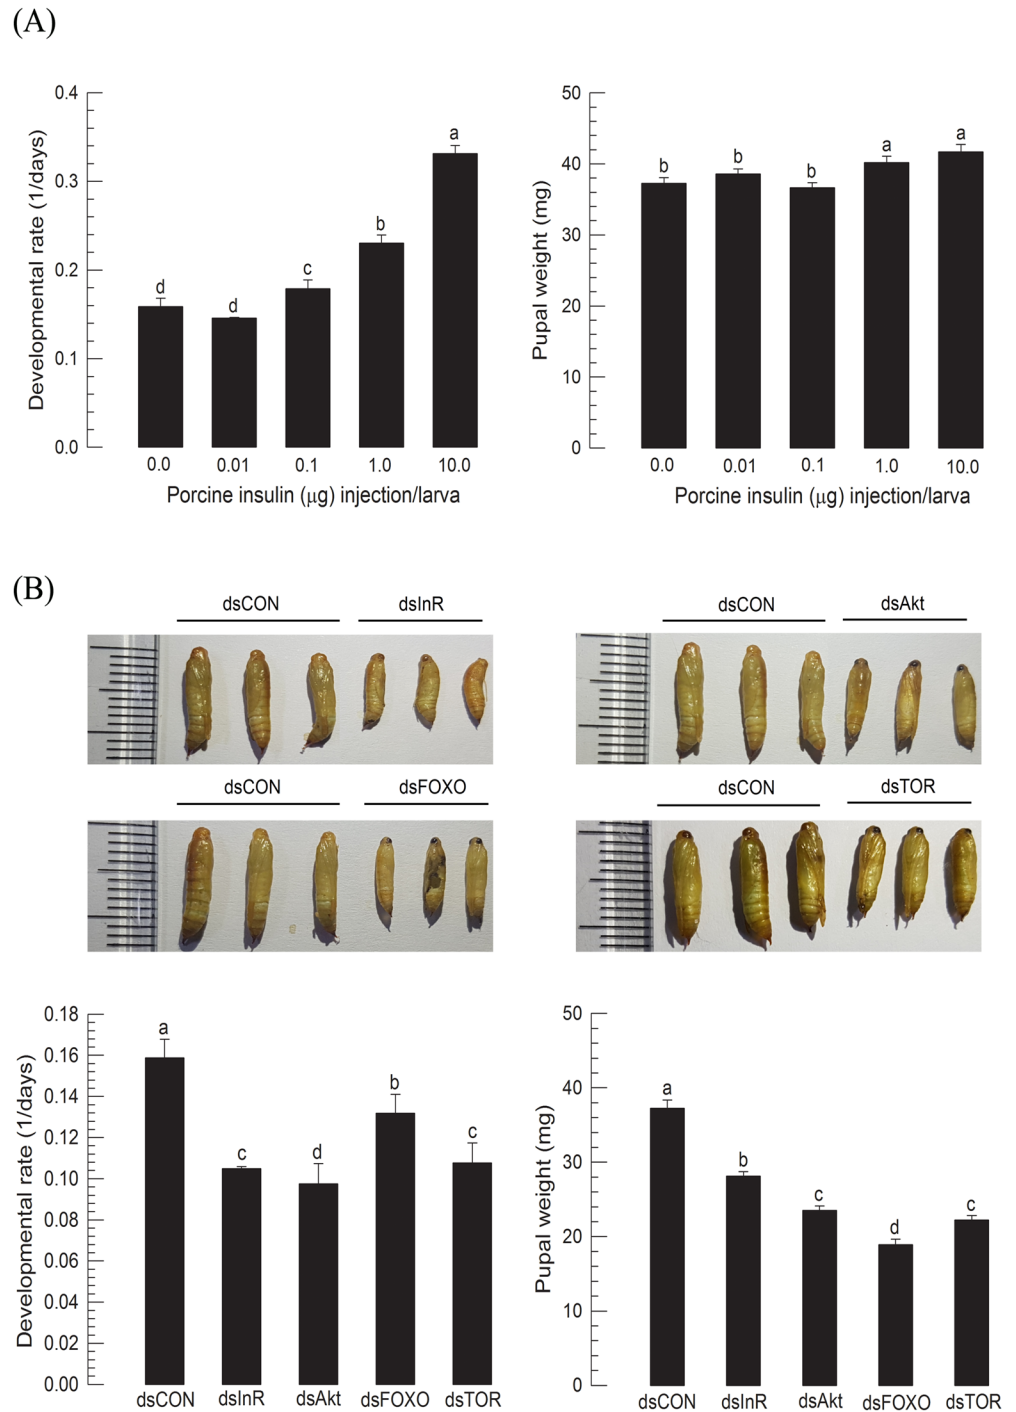 (A)
0.4
0.3
0.2
0.1
0.0
Developmental rate (1/days)
d
d
c
b
a
0.0 0.01 0.1 1.0 10.0
Porcine insulin (μg) injection/larva
50
40
30
20
10
0
Pupal weight (mg)
b
b
b
a
a
0.0 0.01 0.1 1.0 10.0
Porcine insulin (μg) injection/larva
(B)
dsCON dsInR
dsCON dsAkt
dsCON dsFOXO
dsCON dsTOR
0.18
0.16
0.14
0.12
0.10
0.08
0.06
0.04
0.02
0.00
Developmental rate (1/days)
a
c
d
b
c
dsCON dsInR dsAkt dsFOXO dsTOR
50
40
30
20
10
0
Pupal weight (mg)
a
b
c
d
c
dsCON dsInR dsAkt dsFOXO dsTOR